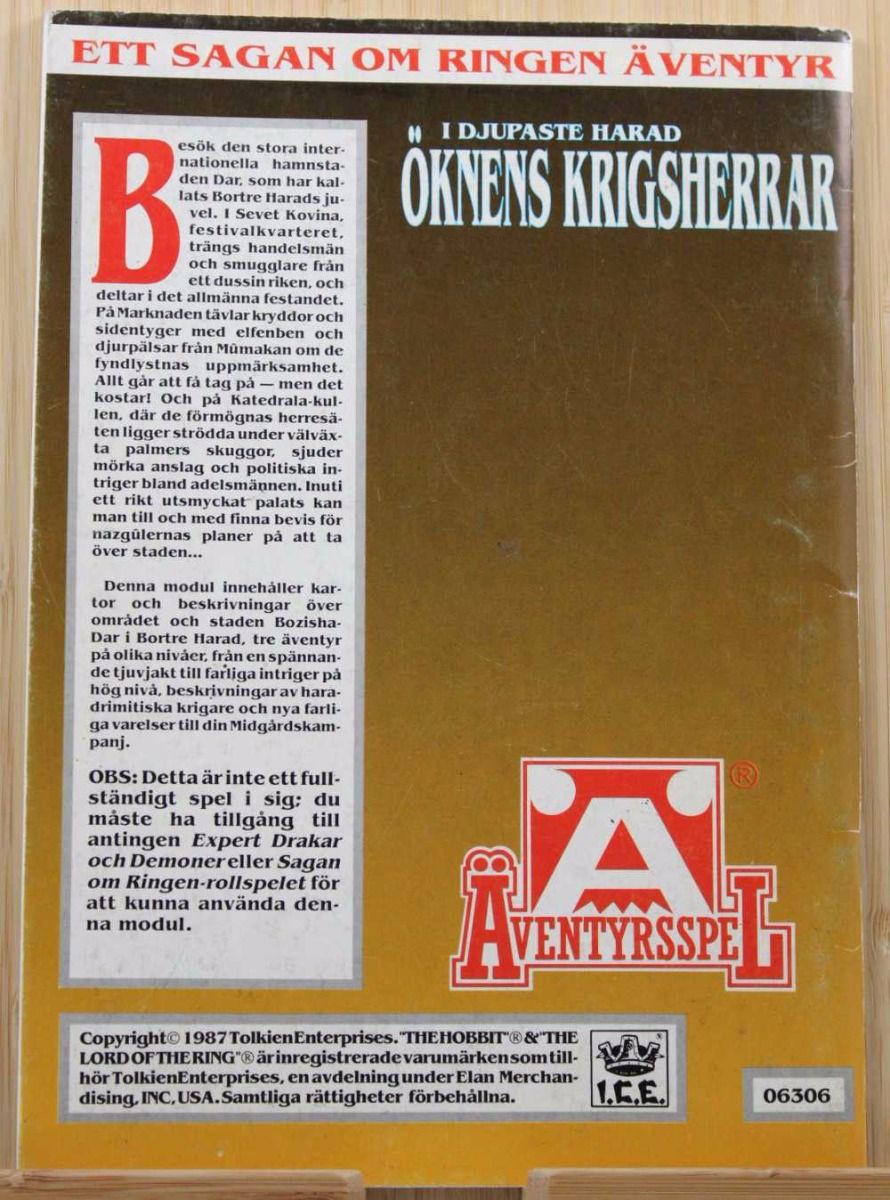 ETT SAGAN OM RINGEN ÄVENTYR
I DJUPASTE HARAD
ÖKNENS KRIGSHERRAR
Besök den stora inter-
nationella hamnsta-
den Dar, som har kal-
lats Bortre Harads ju-
vel. I Sevet Kovina,
festivalkvarteret,
trängs handelsmän
och smugglare från
ett dussin riken, och
deltar i det allmänna festandet.
På Marknaden tävlar kryddor och
sidentyger med elfenben och
djurpälsar från Mûmakan om de
fyndlystnas uppmärksamhet.
Allt går att få tag på — men det
kostar! Och på Katedrala-kul-
len, där de förmögnas herresä-
ten ligger strödda under välväx-
ta palmers skuggor, sjuder
mörka anslag och politiska in-
triger bland adelsmännen. Inuti
ett rikt utsmyckat palats kan
man till och med finna bevis för
nazgûlernas planer på att ta
över staden...
Denna modul innehåller kar-
tor och beskrivningar över
området och staden Bozisha-
Dar i Bortre Harad, tre äventyr
på olika nivåer, från en spännan-
de tjuvjakt till farliga intriger på
hög nivå, beskrivningar av hara-
drimitiska krigare och nya farli-
ga varelser till din Midgårdskam-
panj.
OBS: Detta är inte ett full-
ständigt spel i sig; du
måste ha tillgång till
antingen Expert Drakar
och Demoner eller Sagan
om Ringen-rollspelet för
att kunna använda den-
na modul.
Ä
®
ÄVENTYRSSPEL
Copyright© 1987 Tolkien Enterprises. "THE HOBBIT"® & "THE
LORD OF THE RING"® är inregistrerade varumärken som till-
hör Tolkien Enterprises, en avdelning under Elan Merchan-
dising, INC, USA. Samtliga rättigheter förbehållna.
I.C.E.
06306